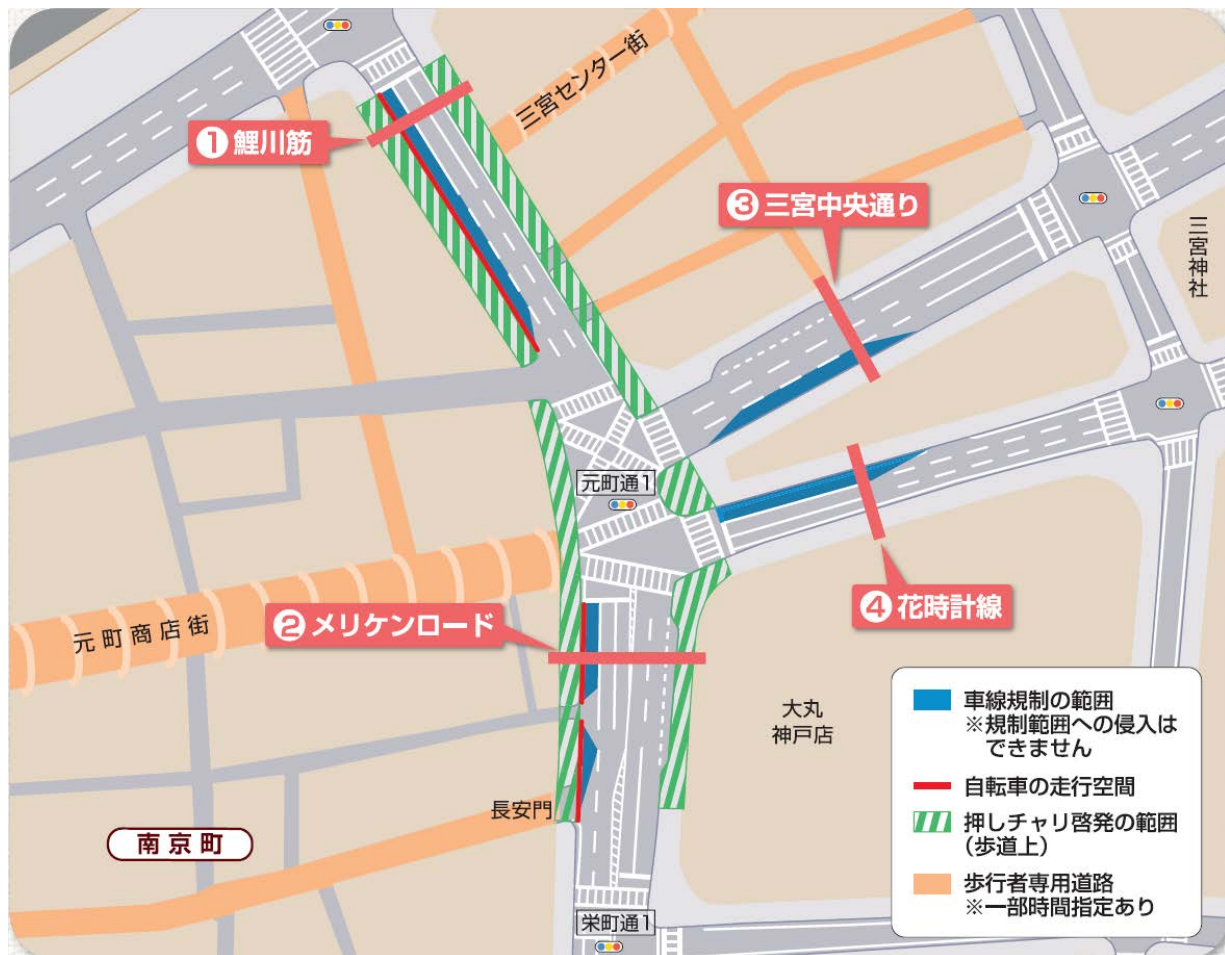 三宮センター街
❶鯉川筋
❸三宮中央通り
三宮神社
元町通1
❹花時計線
元町商店街
❷メリケンロード
大丸
神戸店
長安門
南京町
栄町通1
車線規制の範囲
※規制範囲への侵入は
できません
自転車の走行空間
押しチャリ啓発の範囲
(歩道上)
歩行者専用道路
※一部時間指定あり